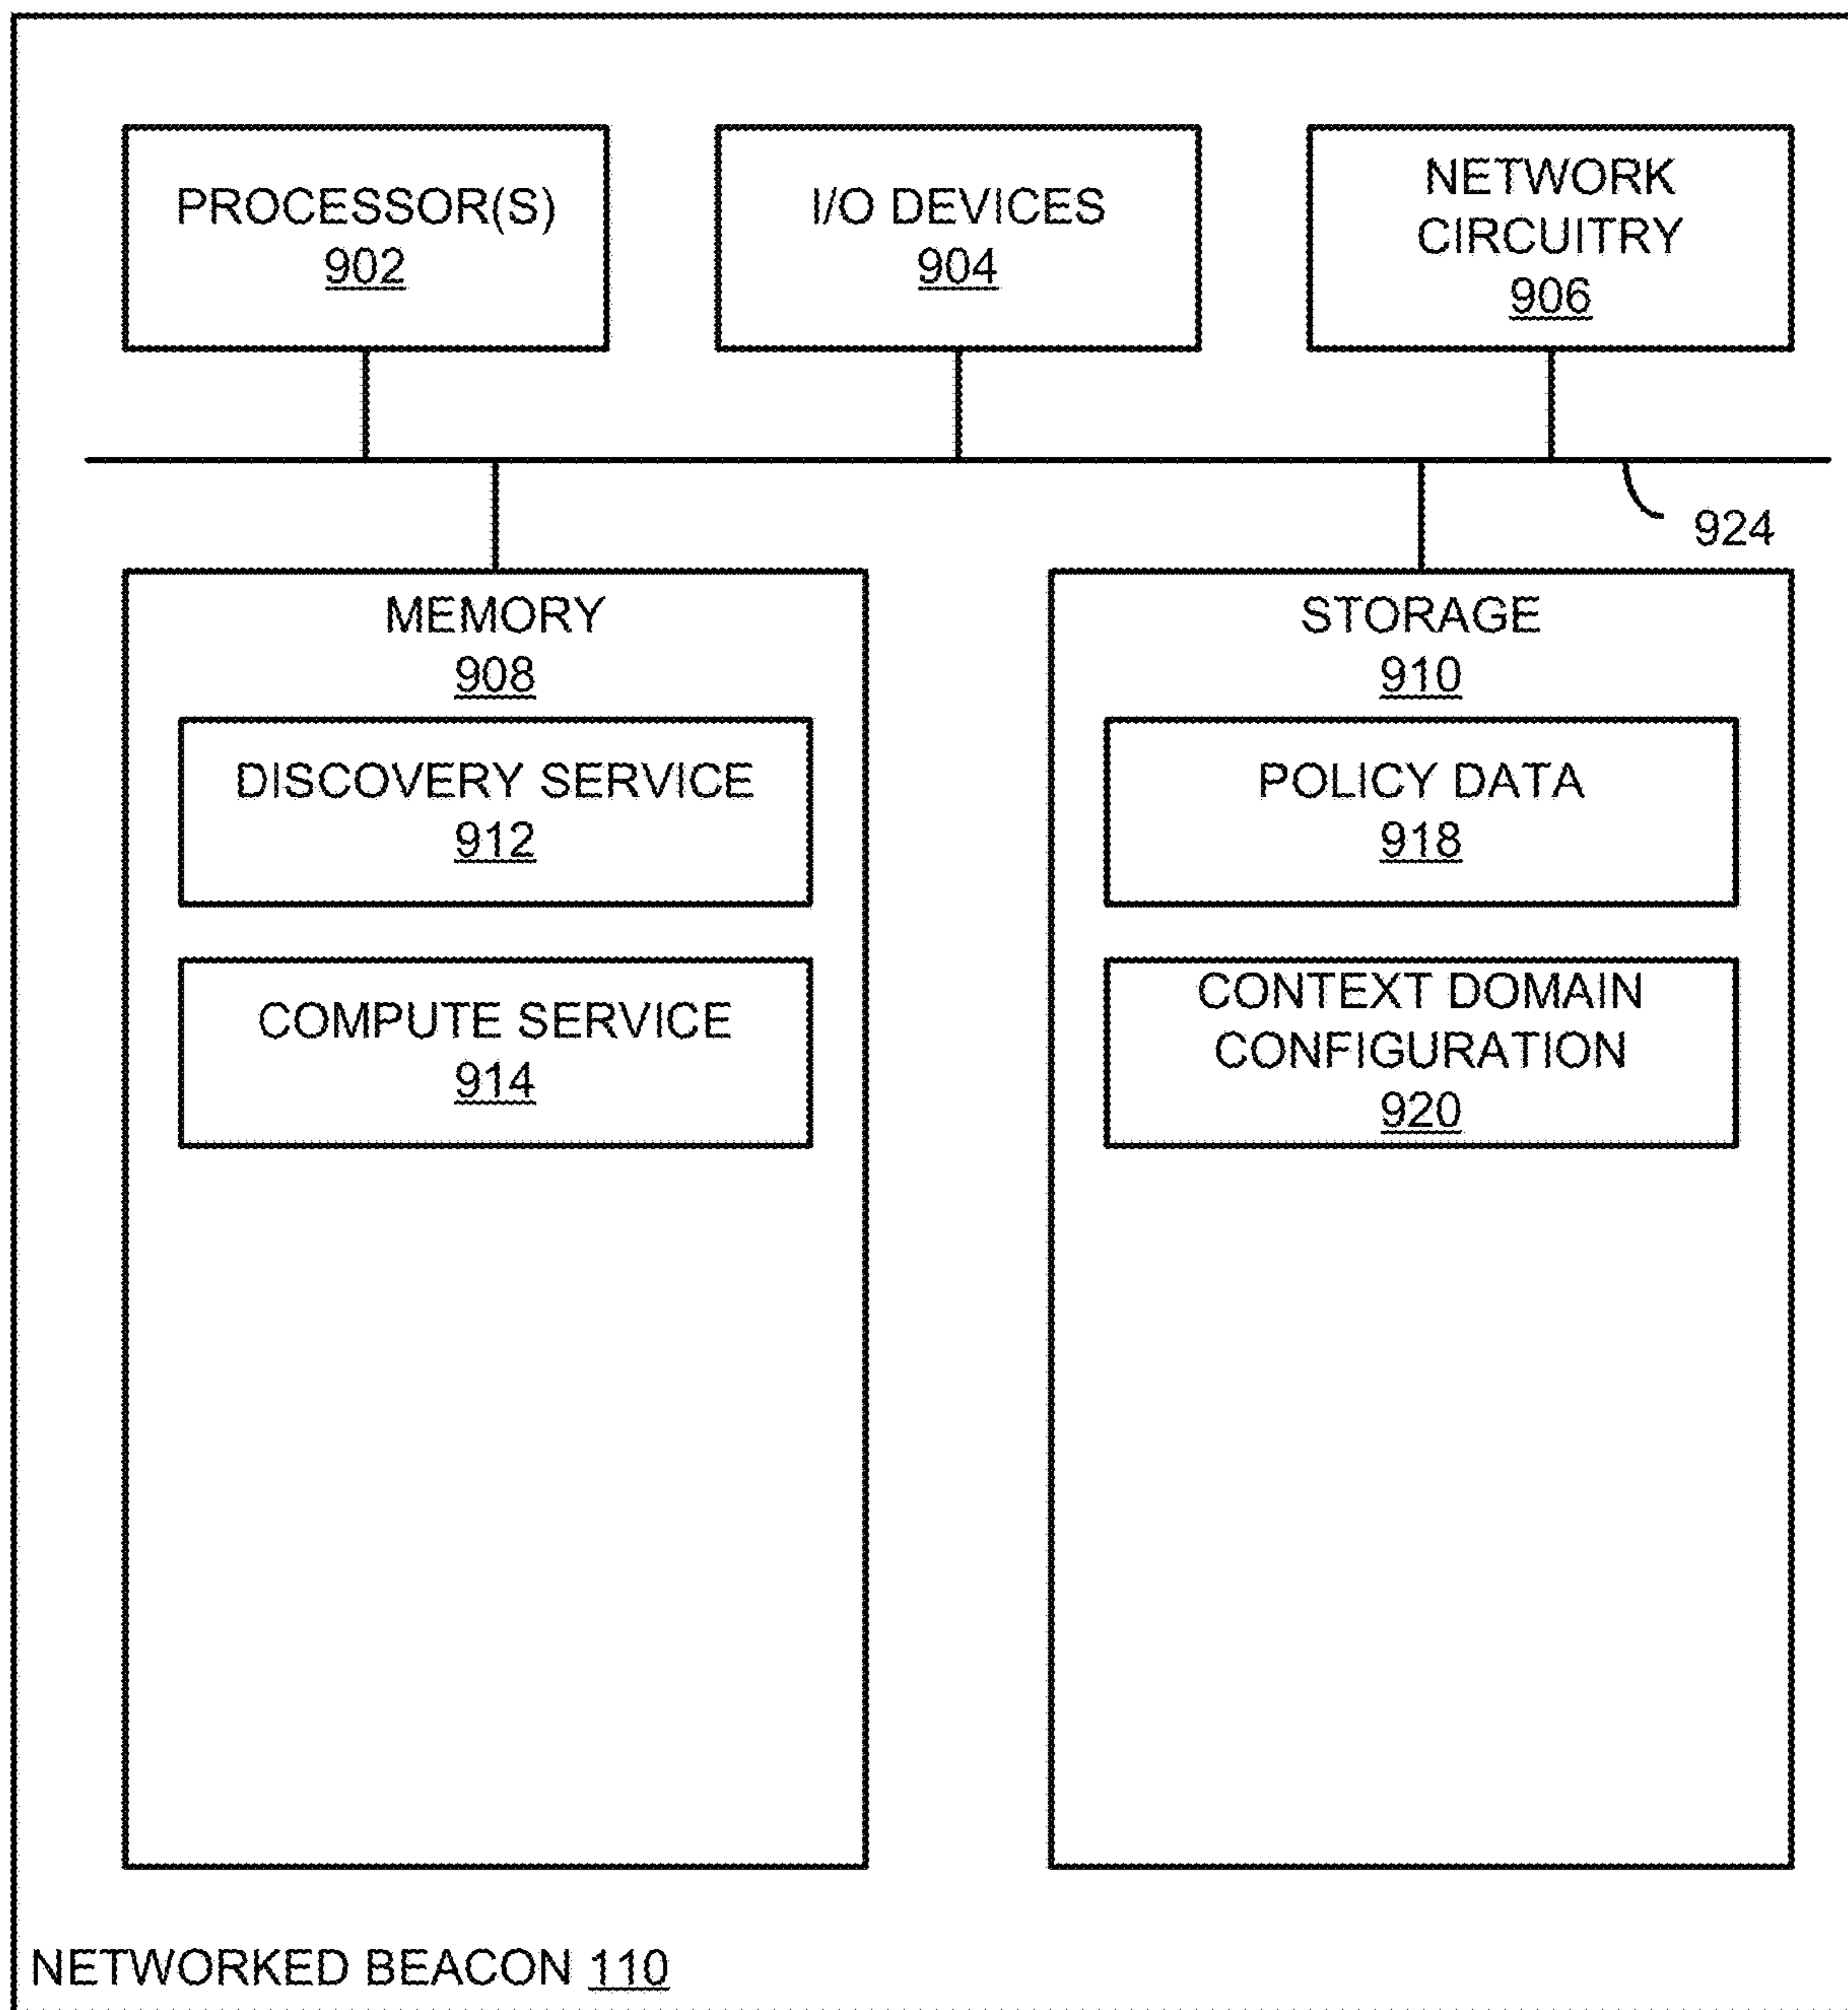 PROCESSOR(S)
902
I/O DEVICES
904
NETWORK
CIRCUITRY
906
924
MEMORY
908
DISCOVERY SERVICE
912
COMPUTE SERVICE
914
STORAGE
910
POLICY DATA
918
CONTEXT DOMAIN
CONFIGURATION
920
NETWORKED BEACON 110